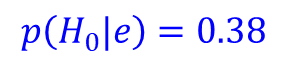 p(H₀|e) = 0.38